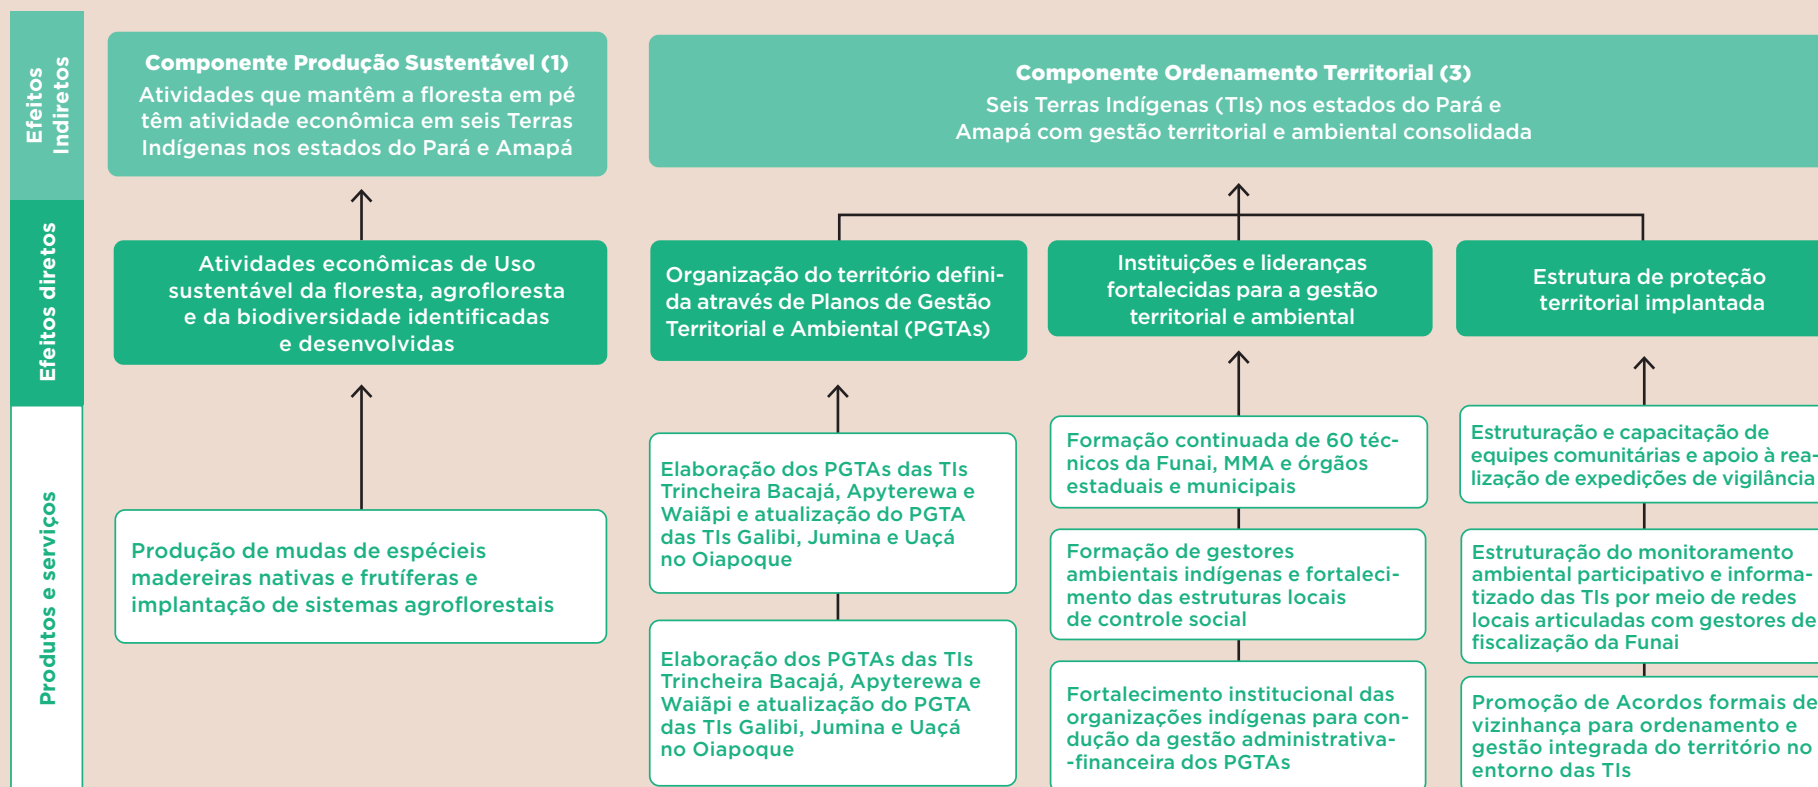 Efeitos
Indiretos
Componente Produção Sustentável (1)
Atividades que mantêm a floresta em pé
têm atividade econômica em seis Terras
Indígenas nos estados do Pará e Amapá
Componente Ordenamento Territorial (3)
Seis Terras Indígenas (TIs) nos estados do Pará e
Amapá com gestão territorial e ambiental consolidada
Efeitos diretos
Atividades econômicas de Uso
sustentável da floresta, agrofloresta
e da biodiversidade identificadas
e desenvolvidas
Organização do território defini-
da através de Planos de Gestão
Territorial e Ambiental (PGTAs)
Instituições e lideranças
fortalecidas para a gestão
territorial e ambiental
Estrutura de proteção
territorial implantada
Produtos e serviços
Produção de mudas de espécieis
madereiras nativas e frutíferas e
implantação de sistemas agroflorestais
Elaboração dos PGTAs das TIs
Trincheira Bacajá, Apyterewa e
Waiãpi e atualização do PGTA
das TIs Galibi, Jumina e Uaçá
no Oiapoque
Elaboração dos PGTAs das TIs
Trincheira Bacajá, Apyterewa e
Waiãpi e atualização do PGTA
das TIs Galibi, Jumina e Uaçá
no Oiapoque
Formação continuada de 60 téc-
nicos da Funai, MMA e órgãos
estaduais e municipais
Formação de gestores
ambientais indígenas e fortaleci-
mento das estruturas locais
de controle social
Fortalecimento institucional das
organizações indígenas para con-
dução da gestão administrativa-
-financeira dos PGTAs
Estruturação e capacitação de
equipes comunitárias e apoio à rea-
lização de expedições de vigilância
Estruturação do monitoramento
ambiental participativo e informa-
tizado das TIs por meio de redes
locais articuladas com gestores de
fiscalização da Funai
Promoção de Acordos formais de
vizinhança para ordenamento e
gestão integrada do território no
entorno das TIs